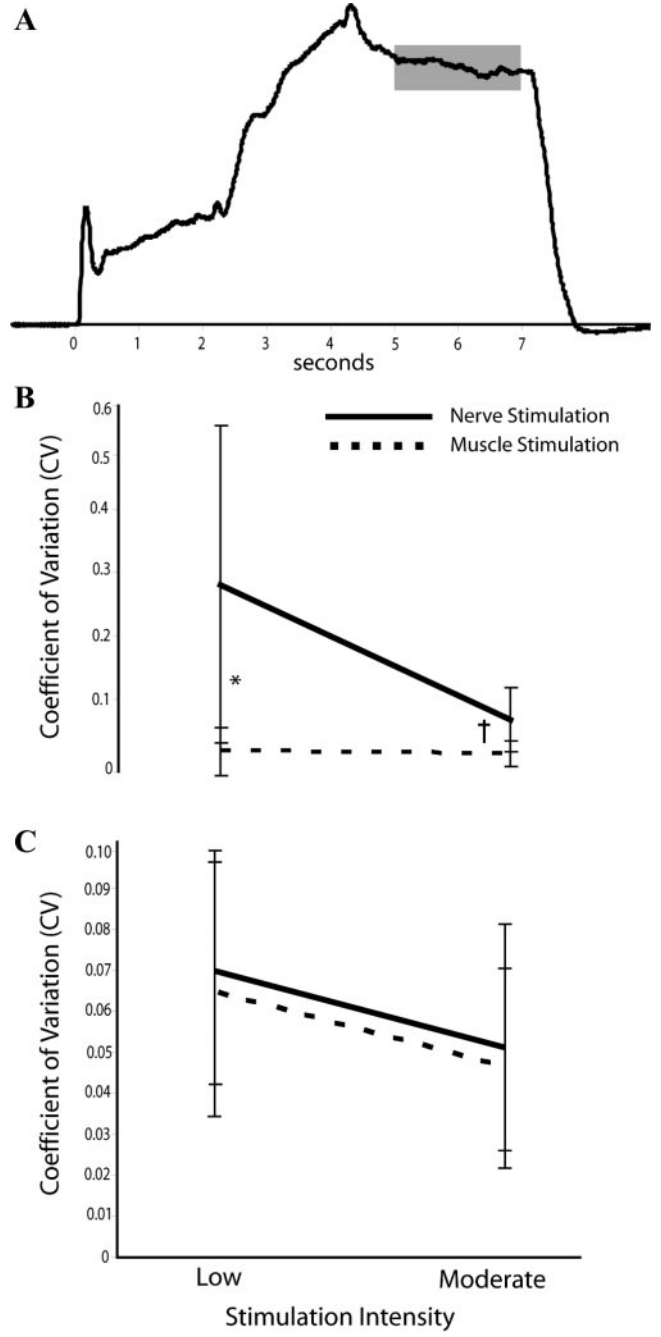 A
0 1 2 3 4 5 6 7
seconds
B
Coefficient of Variation (CV)
0.6
0.5
0.4
0.3
0.2
0.1
0
Nerve Stimulation
Muscle Stimulation
*
†
C
Coefficient of Variation (CV)
0.10
0.09
0.08
0.07
0.06
0.05
0.04
0.03
0.02
0.01
0
Low Moderate
Stimulation Intensity